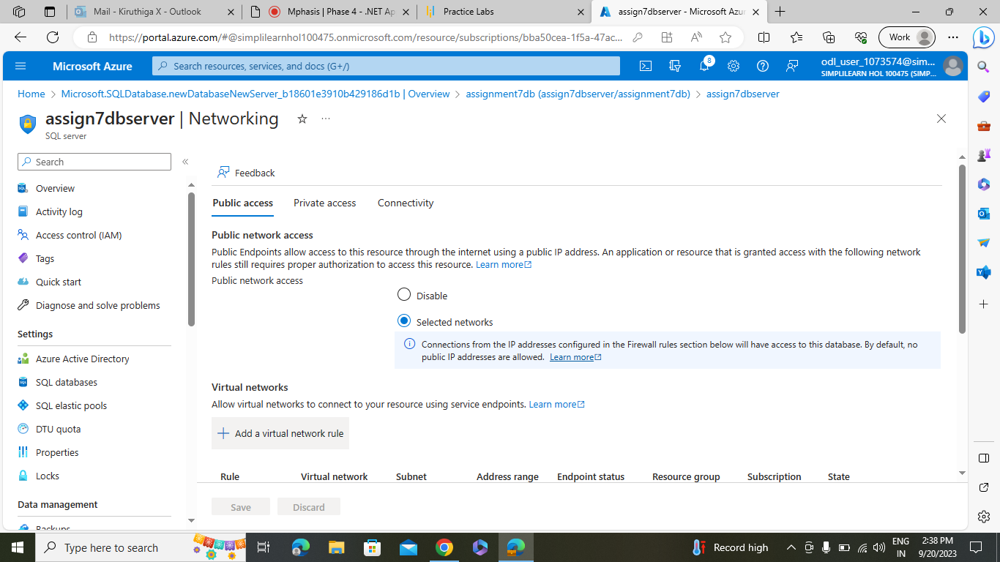 Mail - Kiruthiga X - Outlook
Mphasis | Phase 4 - .NET Ap
Practice Labs
assign7dbserver - Microsoft Azu
https://portal.azure.com/#@simplilearnhol100475.onmicrosoft.com/resource/subscriptions/bba50cea-1f5a-47ac...
Work
Microsoft Azure
Search resources, services, and docs (G+/)
8
odl_user_1073574@sim...
SIMPLILEARN HOL 100475 (SIMP...
Home > Microsoft.SQLDatabase.newDatabaseNewServer_b18601e3910b429186d1b | Overview > assignment7db (assign7dbserver/assignment7db) > assign7dbserver
assign7dbserver | Networking
SQL server
Search
Overview
Activity log
Access control (IAM)
Tags
Quick start
Diagnose and solve problems
Settings
Azure Active Directory
SQL databases
SQL elastic pools
DTU quota
Properties
Locks
Data management
Backups
Feedback
Public access
Private access
Connectivity
Public network access
Public Endpoints allow access to this resource through the internet using a public IP address. An application or resource that is granted access with the following network
rules still requires proper authorization to access this resource. Learn more
Public network access
Disable
Selected networks
Connections from the IP addresses configured in the Firewall rules section below will have access to this database. By default, no
public IP addresses are allowed. Learn more
Virtual networks
Allow virtual networks to connect to your resource using service endpoints. Learn more
Add a virtual network rule
Rule Virtual network Subnet Address range Endpoint status Resource group Subscription State
Save
Discard
Type here to search
Record high
ENG
IN
2:38 PM
9/20/2023